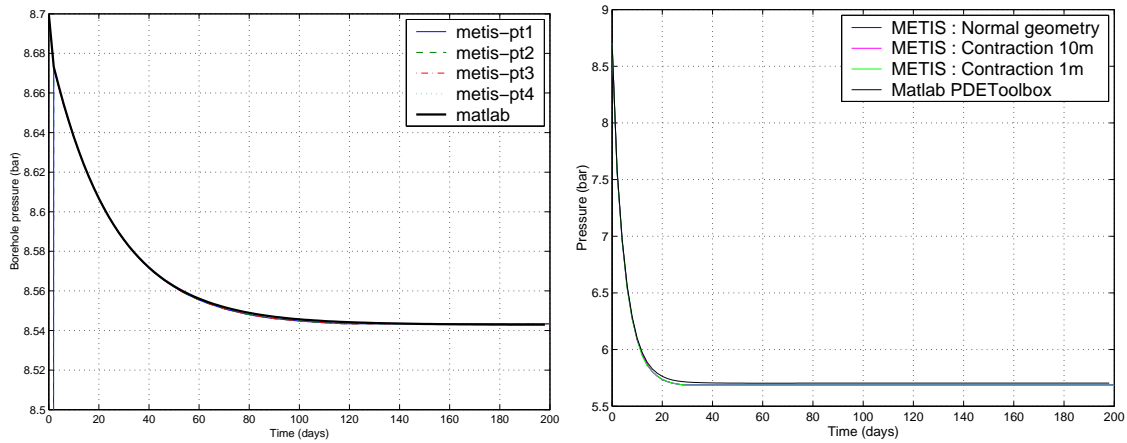 8.7
8.68
8.66
8.64
8.62
8.6
8.58
8.56
8.54
8.52
8.5
Borehole pressure (bar)
metis-pt1
metis-pt2
metis-pt3
metis-pt4
matlab
0 20 40 60 80 100 120 140 160 180 200
Time (days)
9
8.5
8
7.5
7
6.5
6
5.5
Pressure (bar)
METIS : Normal geometry
METIS : Contraction 10m
METIS : Contraction 1m
Matlab PDEToolbox
0 20 40 60 80 100 120 140 160 180 200
Time (days)